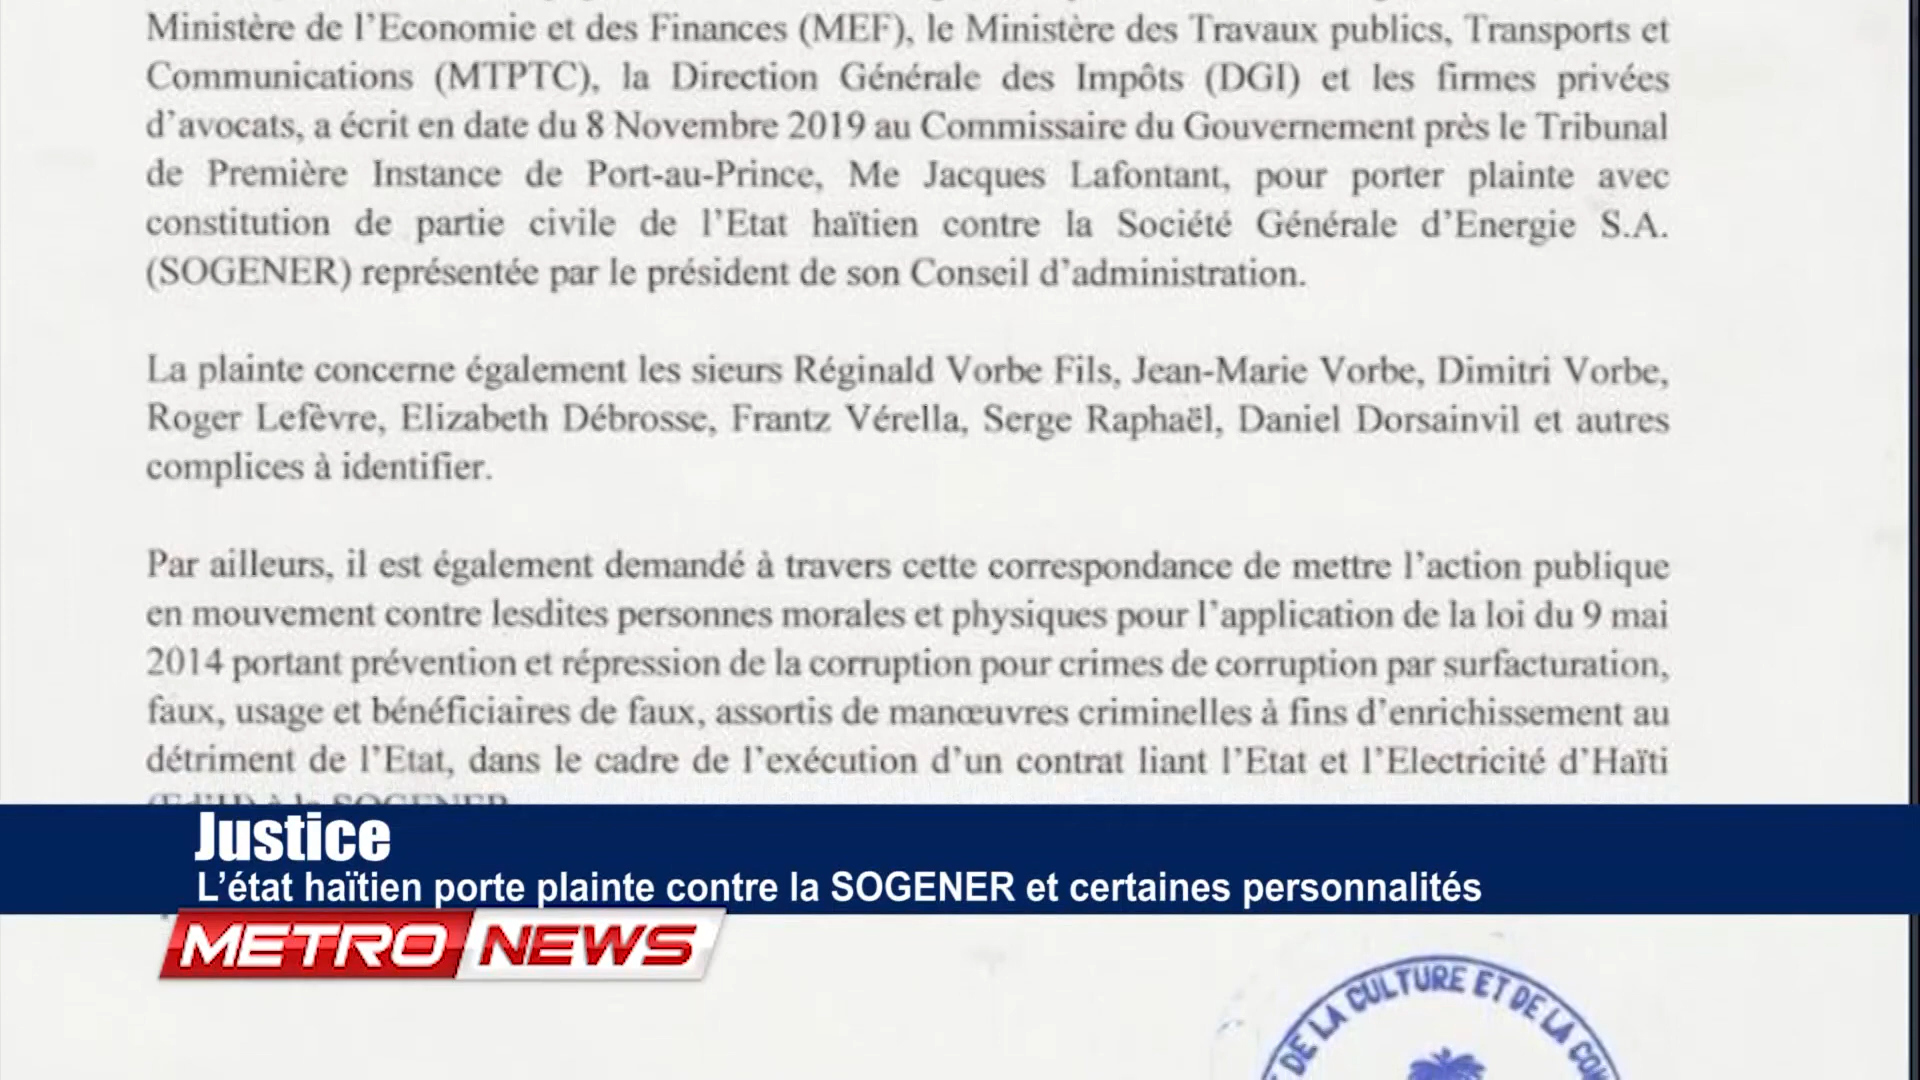 Ministère de l’Economie et des Finances (MEF), le Ministère des Travaux publics, Transports et
Communications (MTPTC), la Direction Générale des Impôts (DGI) et les firmes privées
d’avocats, a écrit en date du 8 Novembre 2019 au Commissaire du Gouvernement près le Tribunal
de Première Instance de Port-au-Prince, Me Jacques Lafontant, pour porter plainte avec
constitution de partie civile de l’Etat haïtien contre la Société Générale d’Energie S.A.
(SOGENER) représentée par le président de son Conseil d’administration.
La plainte concerne également les sieurs Réginald Vorbe Fils, Jean-Marie Vorbe, Dimitri Vorbe,
Roger Lefèvre, Elizabeth Débrosse, Frantz Vérella, Serge Raphaël, Daniel Dorsainvil et autres
complices à identifier.
Par ailleurs, il est également demandé à travers cette correspondance de mettre l’action publique
en mouvement contre lesdites personnes morales et physiques pour l’application de la loi du 9 mai
2014 portant prévention et répression de la corruption pour crimes de corruption par surfacturation,
faux, usage et bénéficiaires de faux, assortis de manœuvres criminelles à fins d’enrichissement au
détriment de l’Etat, dans le cadre de l’exécution d’un contrat liant l’Etat et l’Electricité d’Haïti
(EdiH) à la SOGENER
Justice
L’état haïtien porte plainte contre la SOGENER et certaines personnalités
METRO NEWS
DE LA CULTURE ET DE LA